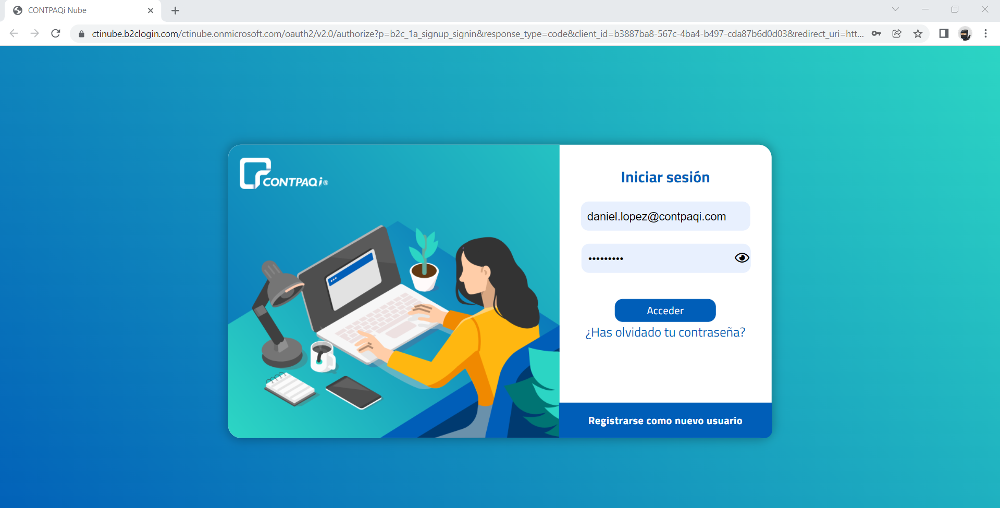 CONTPAQi Nube
ctinube.b2clogin.com/ctinube.onmicrosoft.com/oauth2/v2.0/authorize?p=b2c_1a_signup_signin&response_type=code&client_id=b3887ba8-567c-4ba4-b497-cda87b6d0d03&redirect_uri=htt...
CONTPAQi®
Iniciar sesión
daniel.lopez@contpaqi.com
•••••••••
Acceder
¿Has olvidado tu contraseña?
Registrarse como nuevo usuario